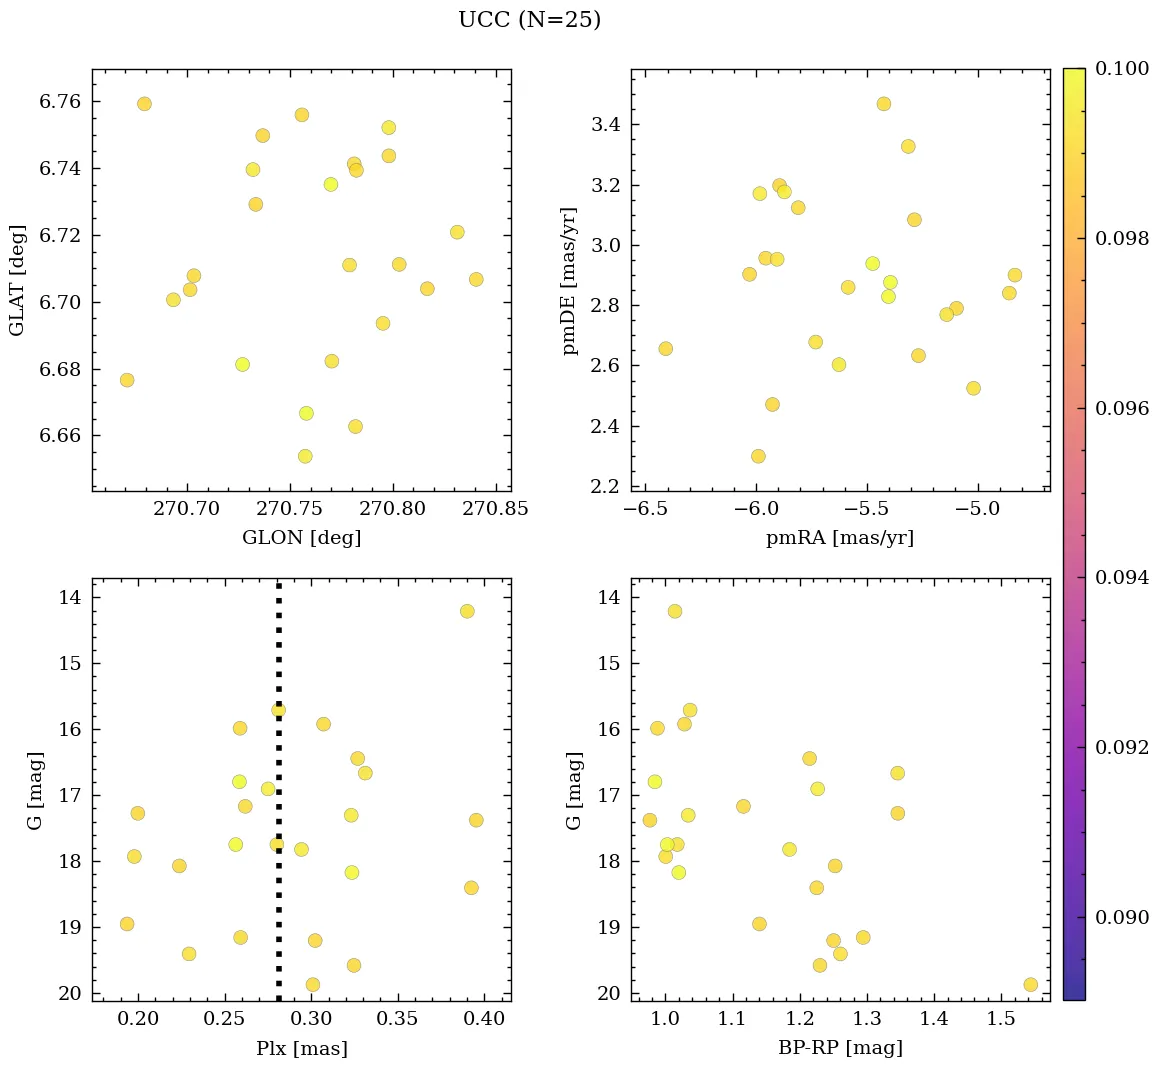 UCC (N=25)
6.76
6.74
6.72
6.70
6.68
6.66
GLAT [deg]
270.70 270.75 270.80 270.85
GLON [deg]
3.4
3.2
3.0
2.8
2.6
2.4
2.2
pmDE [mas/yr]
−6.5 −6.0 −5.5 −5.0
pmRA [mas/yr]
14
15
16
17
18
19
20
G [mag]
0.20 0.25 0.30 0.35 0.40
Plx [mas]
14
15
16
17
18
19
20
G [mag]
1.0 1.1 1.2 1.3 1.4 1.5
BP-RP [mag]
0.100
0.098
0.096
0.094
0.092
0.090